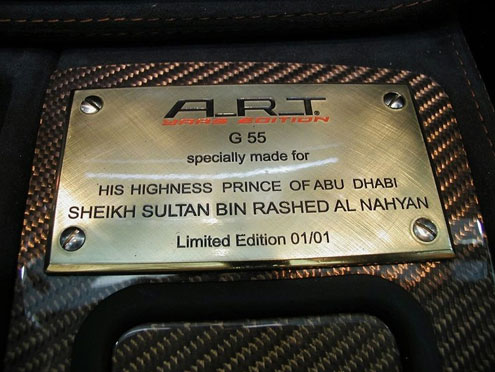 A.R.T.
SAHE EDITION
G 55
specially made for
HIS HIGHNESS PRINCE OF ABU DHABI
SHEIKH SULTAN BIN RASHED AL NAHYAN
Limited Edition 01/01